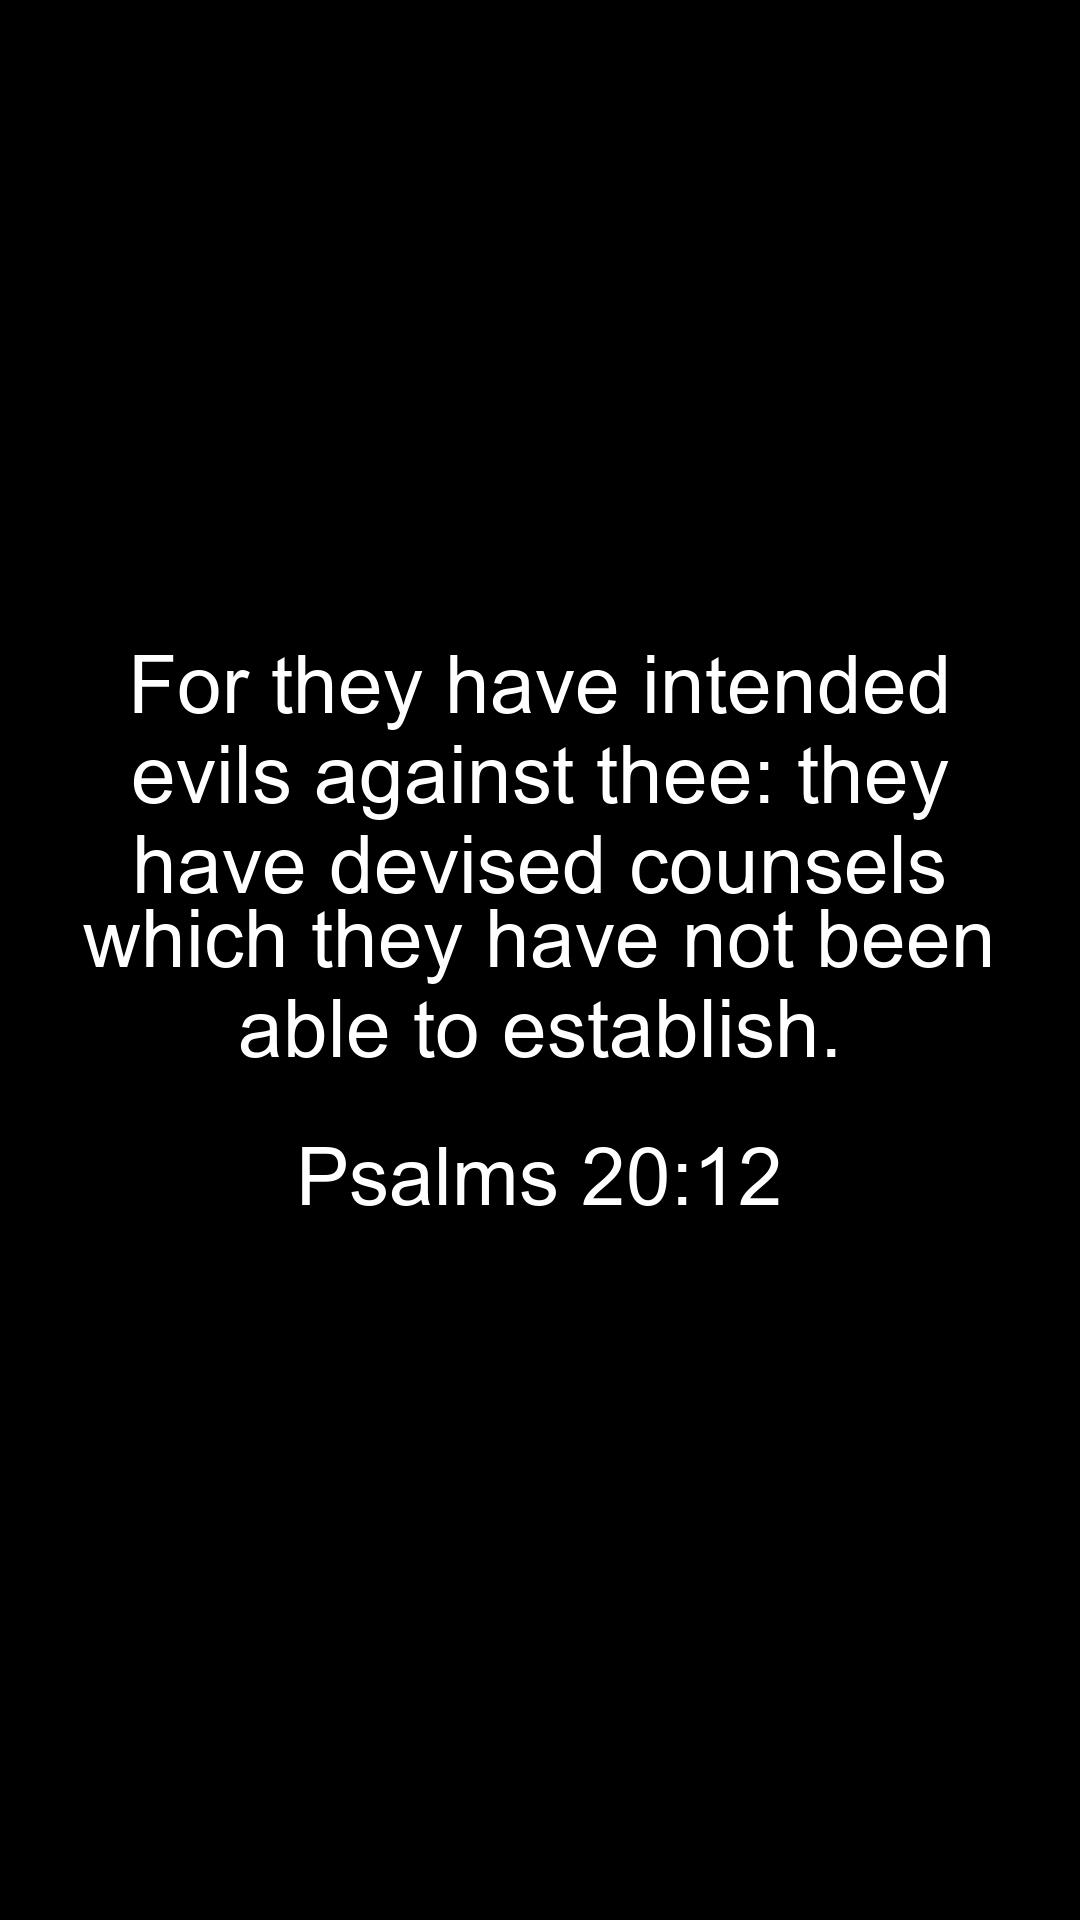 For they have intended
evils against thee: they
have devised counsels
which they have not been
able to establish.
Psalms 20:12